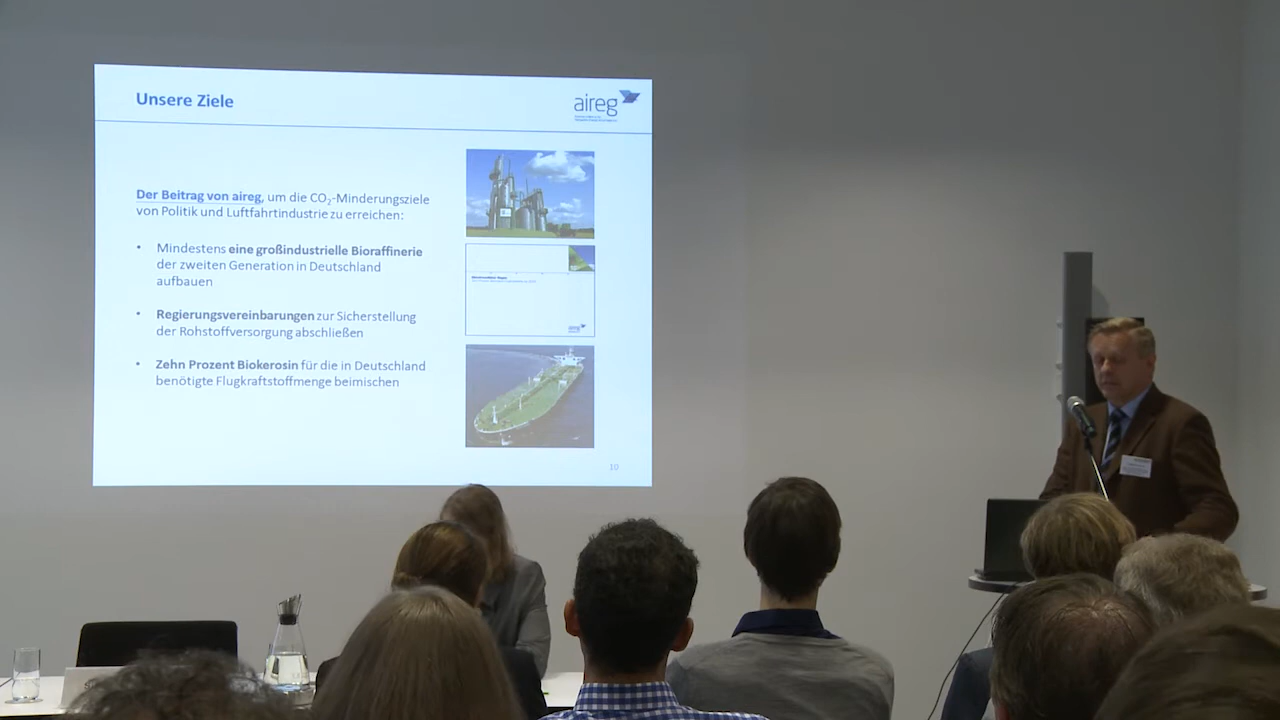 Unsere Ziele
aireg
Der Beitrag von aireg, um die CO₂-Minderungsziele
von Politik und Luftfahrtindustrie zu erreichen:
• Mindestens eine großindustrielle Bioraffinerie
der zweiten Generation in Deutschland
aufbauen
• Regierungsvereinbarungen zur Sicherstellung
der Rohstoffversorgung abschließen
• Zehn Prozent Biokerosin für die in Deutschland
benötigte Flugkraftstoffmenge beimischen
aireg
10